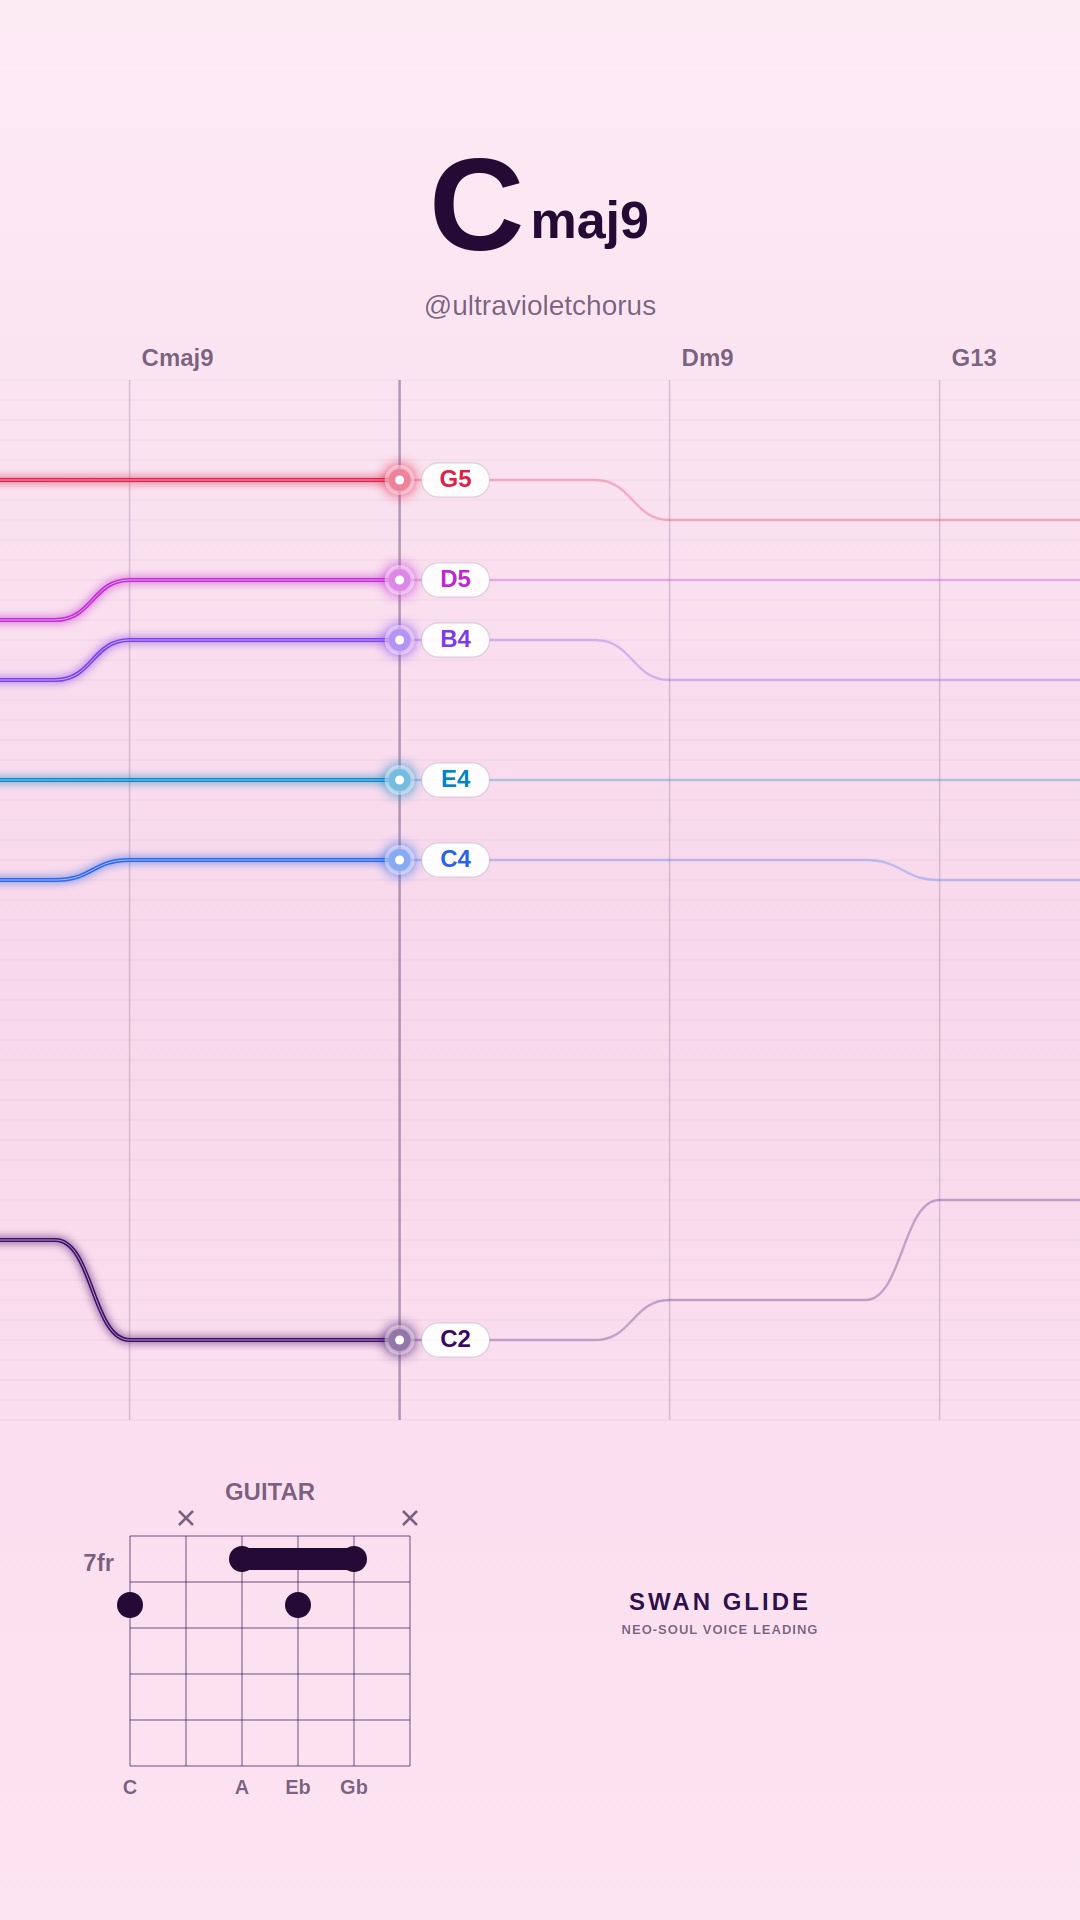 Cmaj9
@ultravioletchorus
Cmaj9 Dm9 G13
G5
D5
B4
E4
C4
C2
GUITAR
7fr
SWAN GLIDE
NEO-SOUL VOICE LEADING
C A Eb Gb